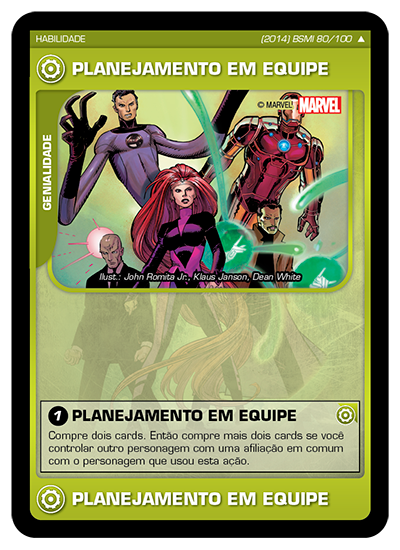 HABILIDADE (2014) BSMI 80/100 ▲
PLANEJAMENTO EM EQUIPE
GENIALIDADE
© MARVEL! MARVEL
Ilust.: John Romita Jr., Klaus Janson, Dean White
1 PLANEJAMENTO EM EQUIPE
Compre dois cards. Então compre mais dois cards se você
controlar outro personagem com uma afiliação em comum
com o personagem que usou esta ação.
PLANEJAMENTO EM EQUIPE